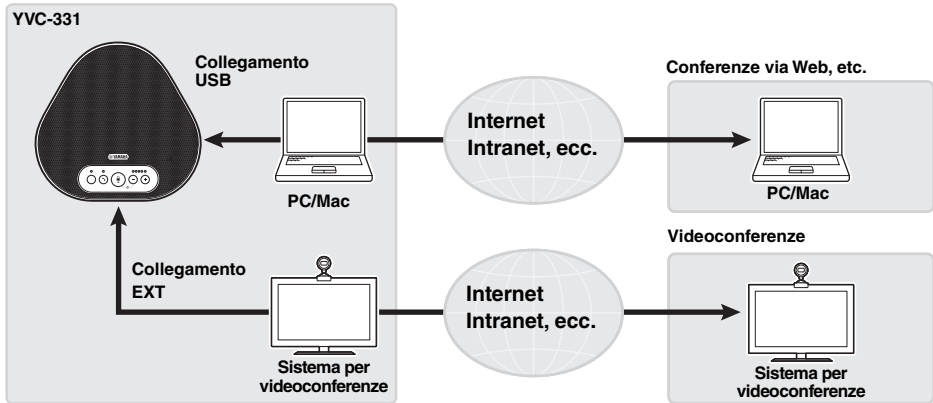 YVC-331
Collegamento
USB
PC/Mac
Internet
Intranet, ecc.
Conferenze via Web, etc.
PC/Mac
Collegamento
EXT
Sistema per
videoconferenze
Internet
Intranet, ecc.
Videoconferenze
Sistema per
videoconferenze
YAMAHA